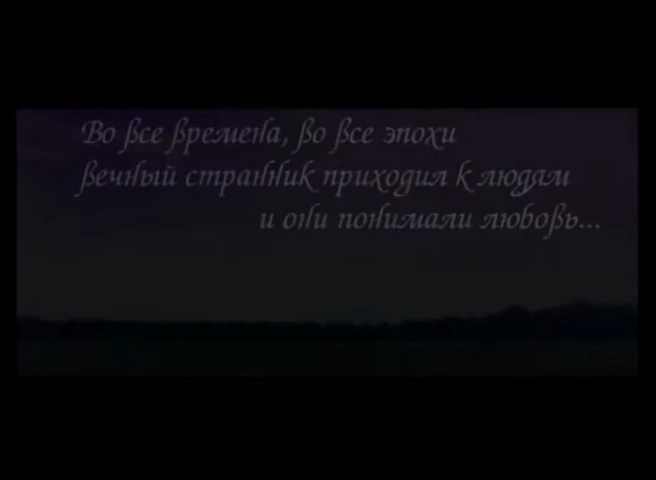 Во все времена, во все эпохи
вечный странник приходил к людям
и они понимали любовь...